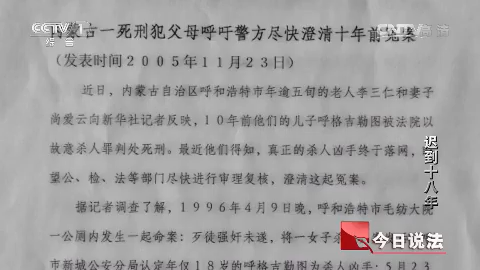 CCTV 1
综合
内蒙古一死刑犯父母呼吁警方尽快澄清十年前冤案
（发表时间２００５年１１月２３日）
近日，内蒙古自治区呼和浩特市年逾五旬的老人李三仁和妻子
尚爱云向新华社记者反映，１０年前他们的儿子呼格吉勒图被法院以
故意杀人罪判处死刑。最近他们得知，真正的杀人凶手终于落网，
望公、检、法等部门尽快进行审理复核，澄清这起冤案。
据记者调查了解，１９９６年４月９日晚，呼和浩特市毛纺大院
一公厕内发生一起命案：歹徒强奸未遂，将一女子杀
市新城公安分局认定年仅１８岁的呼格吉勒图为杀人凶手；５月２３
迟到十八年
今日说法